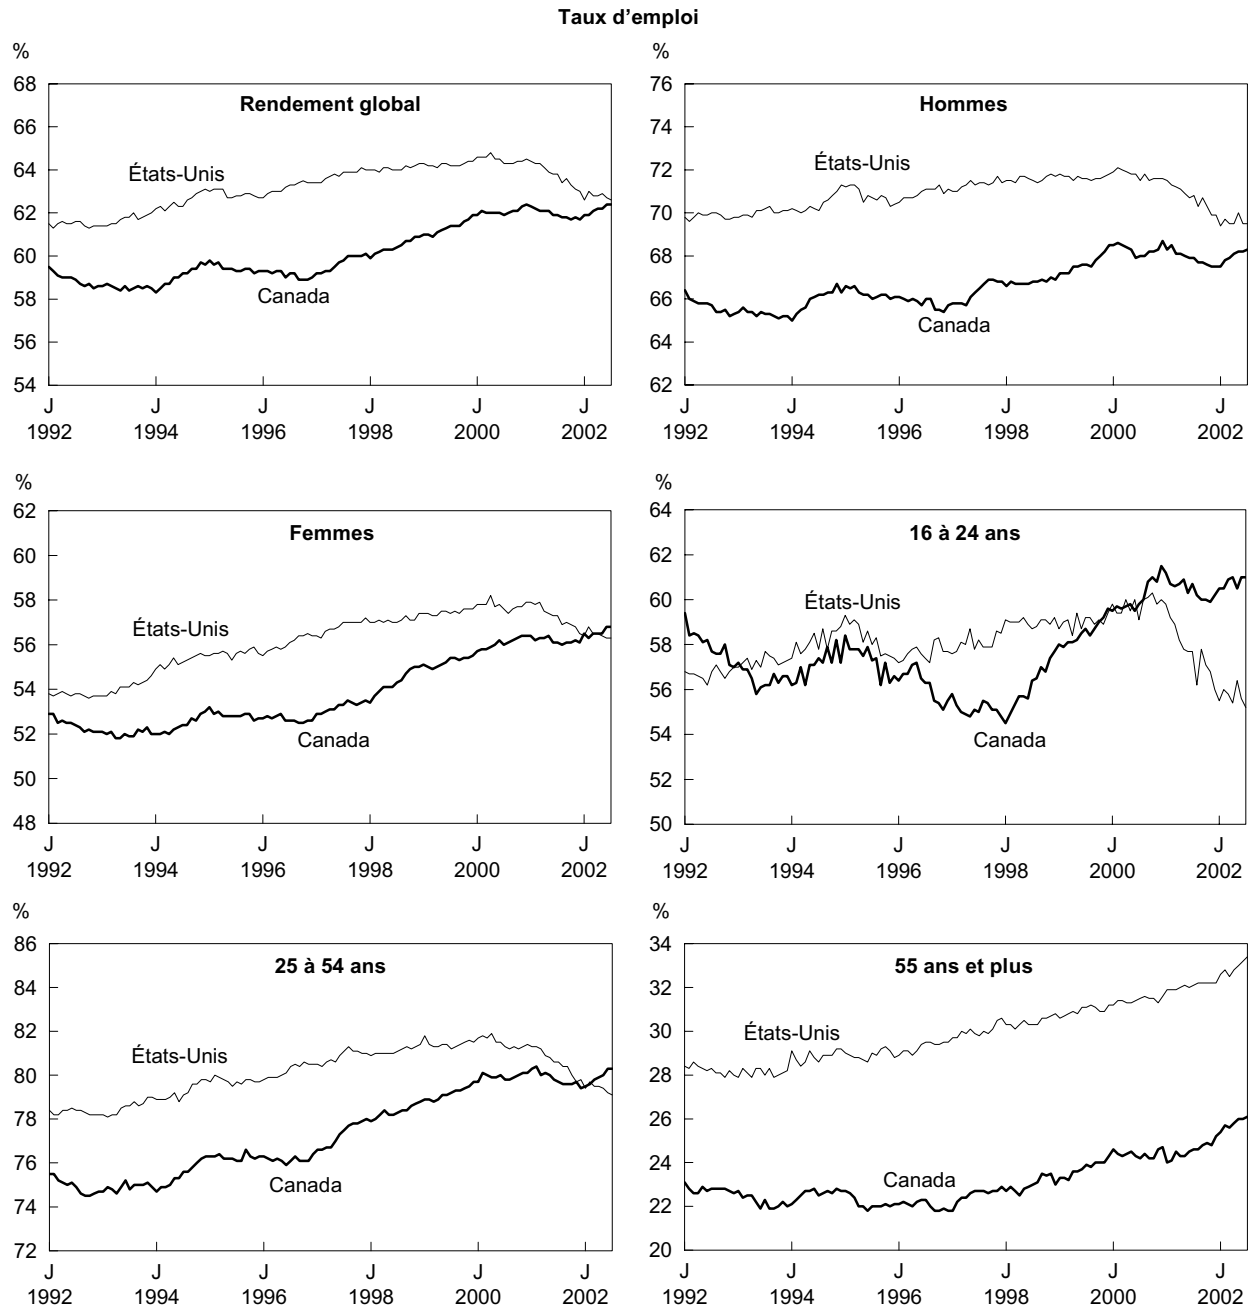 Taux d’emploi
%
Rendement global
68
66
64
62
60
58
56
54
États-Unis
Canada
J J J J J J
1992 1994 1996 1998 2000 2002
%
Hommes
76
74
72
70
68
66
64
62
États-Unis
Canada
J J J J J J
1992 1994 1996 1998 2000 2002
%
Femmes
62
60
58
56
54
52
50
48
États-Unis
Canada
J J J J J J
1992 1994 1996 1998 2000 2002
%
16 à 24 ans
64
62
60
58
56
54
52
50
États-Unis
Canada
J J J J J J
1992 1994 1996 1998 2000 2002
%
25 à 54 ans
86
84
82
80
78
76
74
72
États-Unis
Canada
J J J J J J
1992 1994 1996 1998 2000 2002
%
55 ans et plus
34
32
30
28
26
24
22
20
États-Unis
Canada
J J J J J J
1992 1994 1996 1998 2000 2002